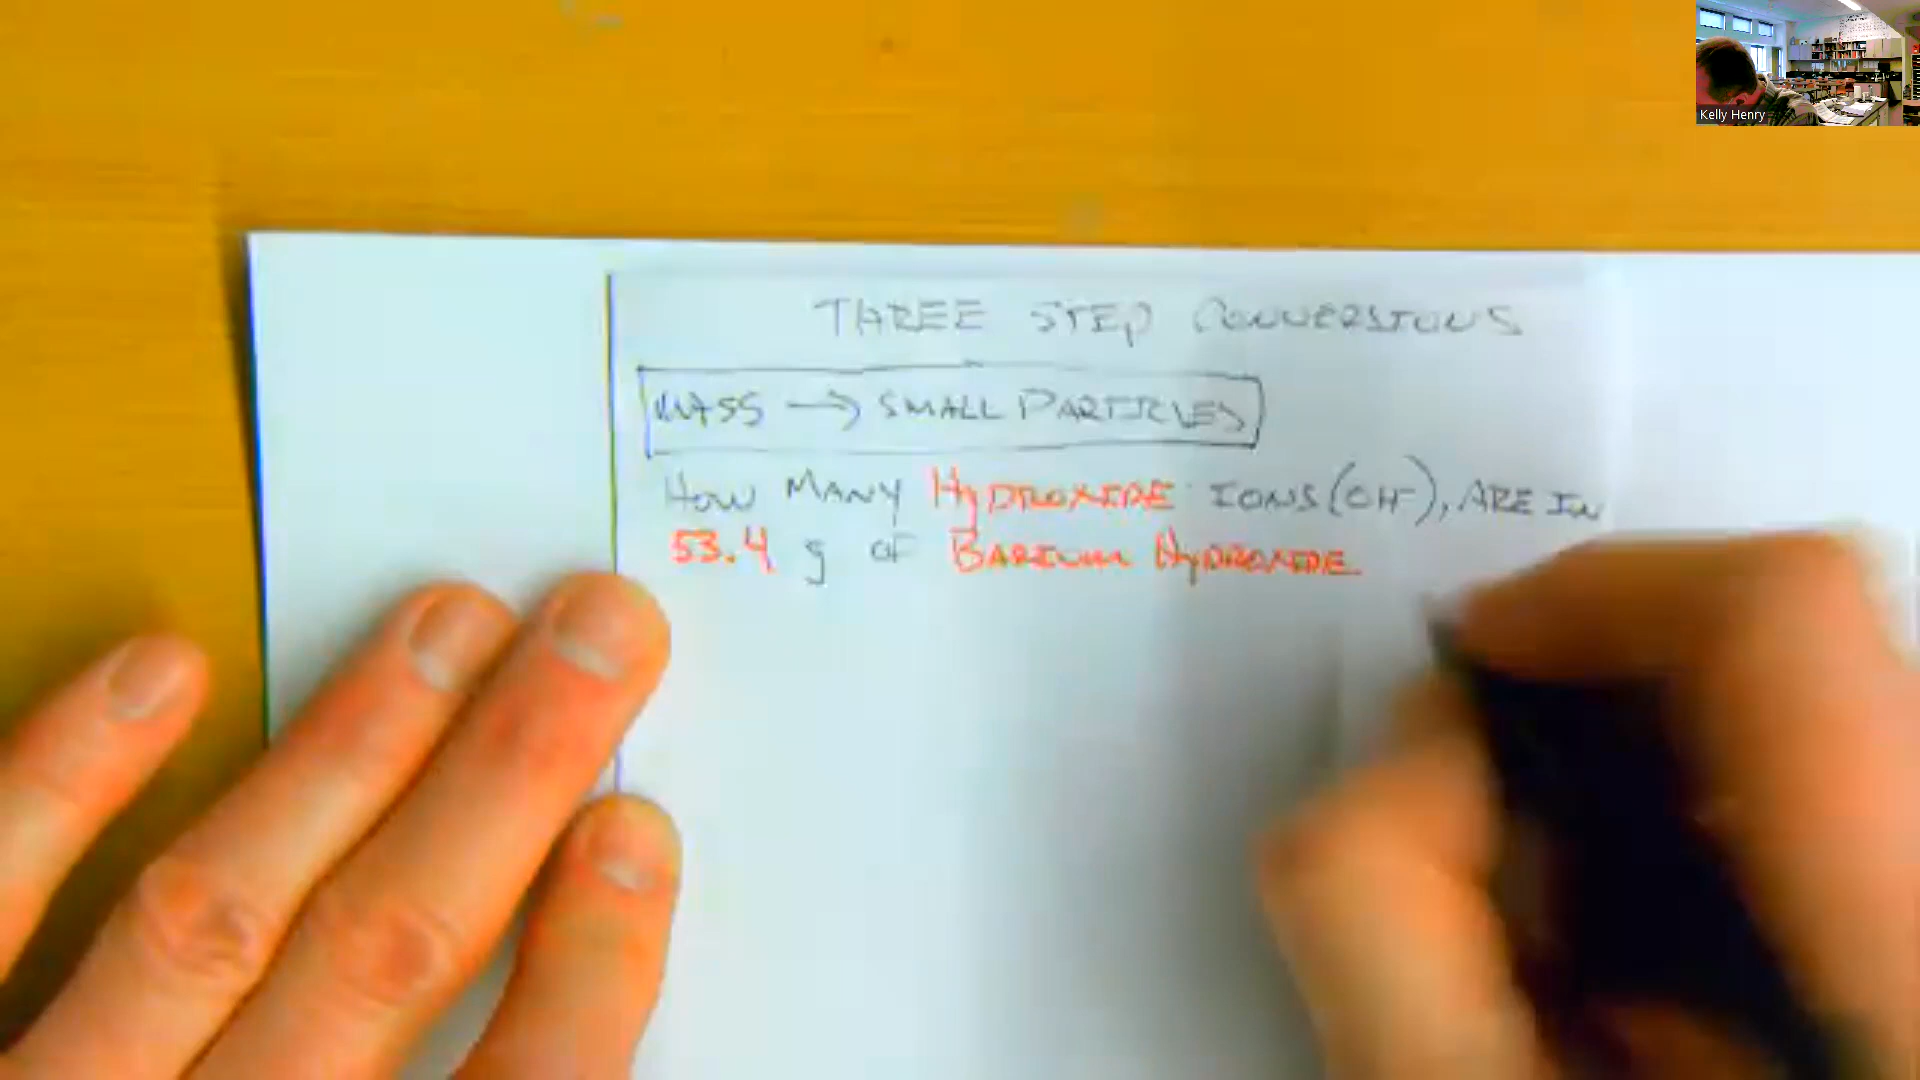 Kelly Henry
THREE STEP CONVERSIONS
MASS → SMALL PARTICLES
HOW MANY HYDROXIDE IONS (OH⁻), ARE IN
53.4 g OF BARIUM HYDROXIDE